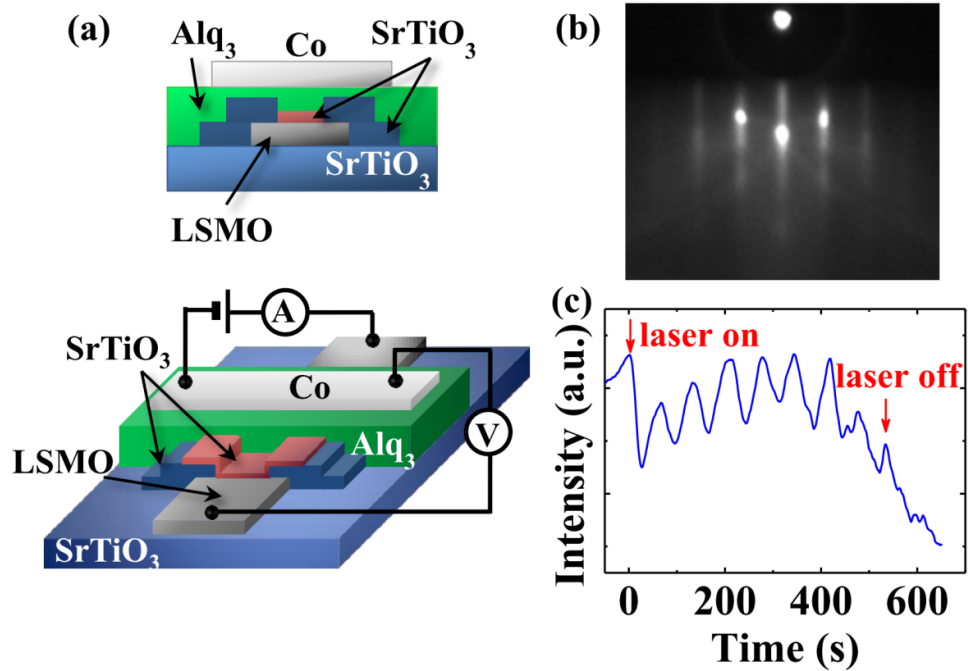 (a)
Alq₃
Co
SrTiO₃
SrTiO₃
LSMO
A
SrTiO₃
Co
V
Alq₃
LSMO
SrTiO₃
(b)
(c)
Intensity (a.u.)
laser on
laser off
0 200 400 600
Time (s)